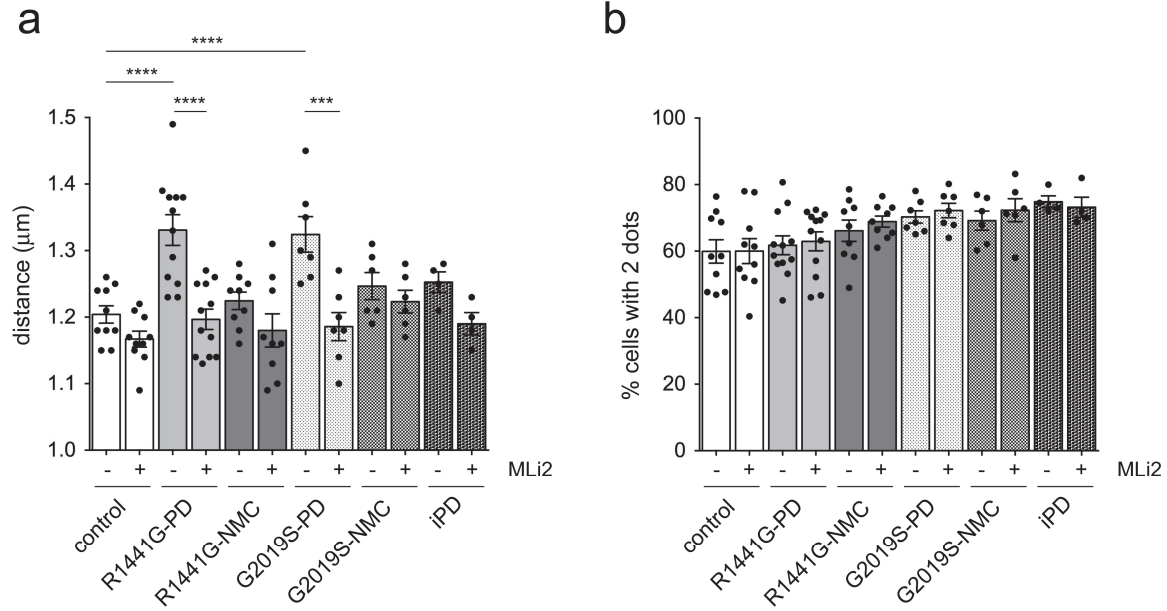 a
b
****
****
****
***
distance (μm)
1.5
1.4
1.3
1.2
1.1
1.0
- + - + - + - + - + - + MLi2
control
R1441G-PD
R1441G-NMC
G2019S-PD
G2019S-NMC
iPD
% cells with 2 dots
100
80
60
40
20
0
- + - + - + - + - + - + MLi2
control
R1441G-PD
R1441G-NMC
G2019S-PD
G2019S-NMC
iPD